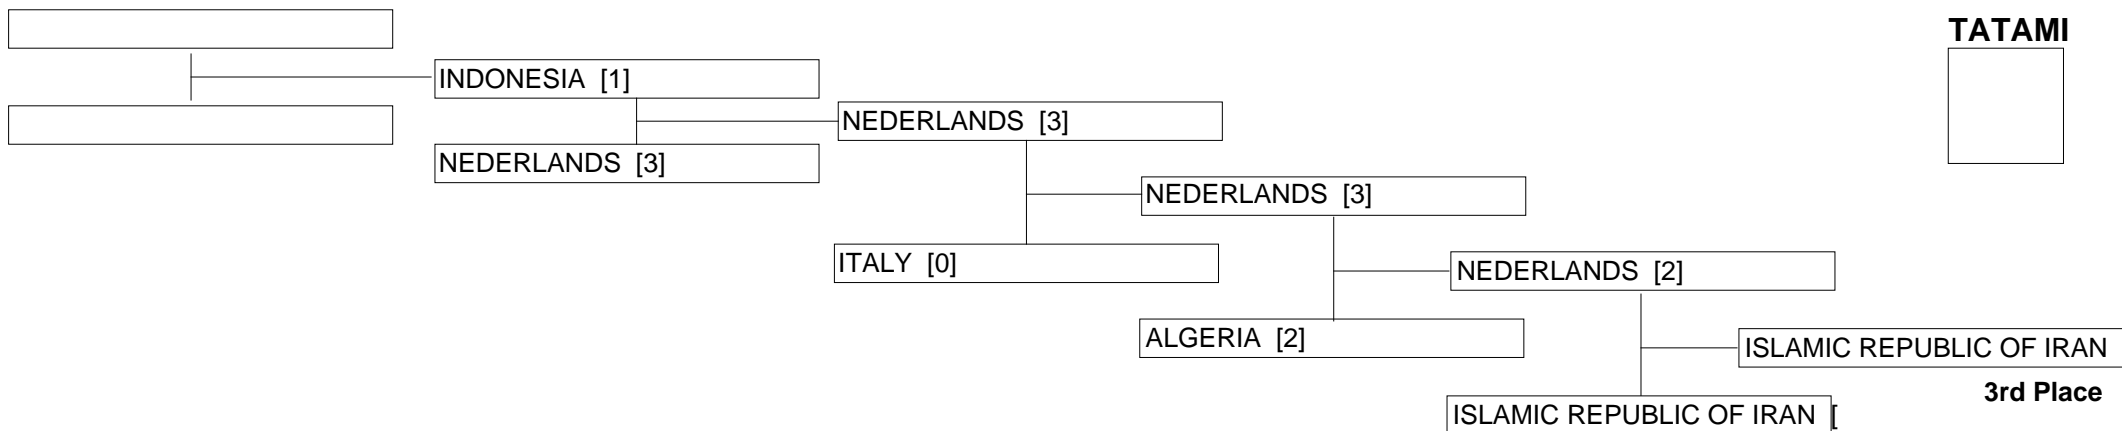 TATAMI
INDONESIA [1]
NEDERLANDS [3]
NEDERLANDS [3]
NEDERLANDS [3]
ITALY [0]
NEDERLANDS [2]
ALGERIA [2]
ISLAMIC REPUBLIC OF IRAN
3rd Place
ISLAMIC REPUBLIC OF IRAN [